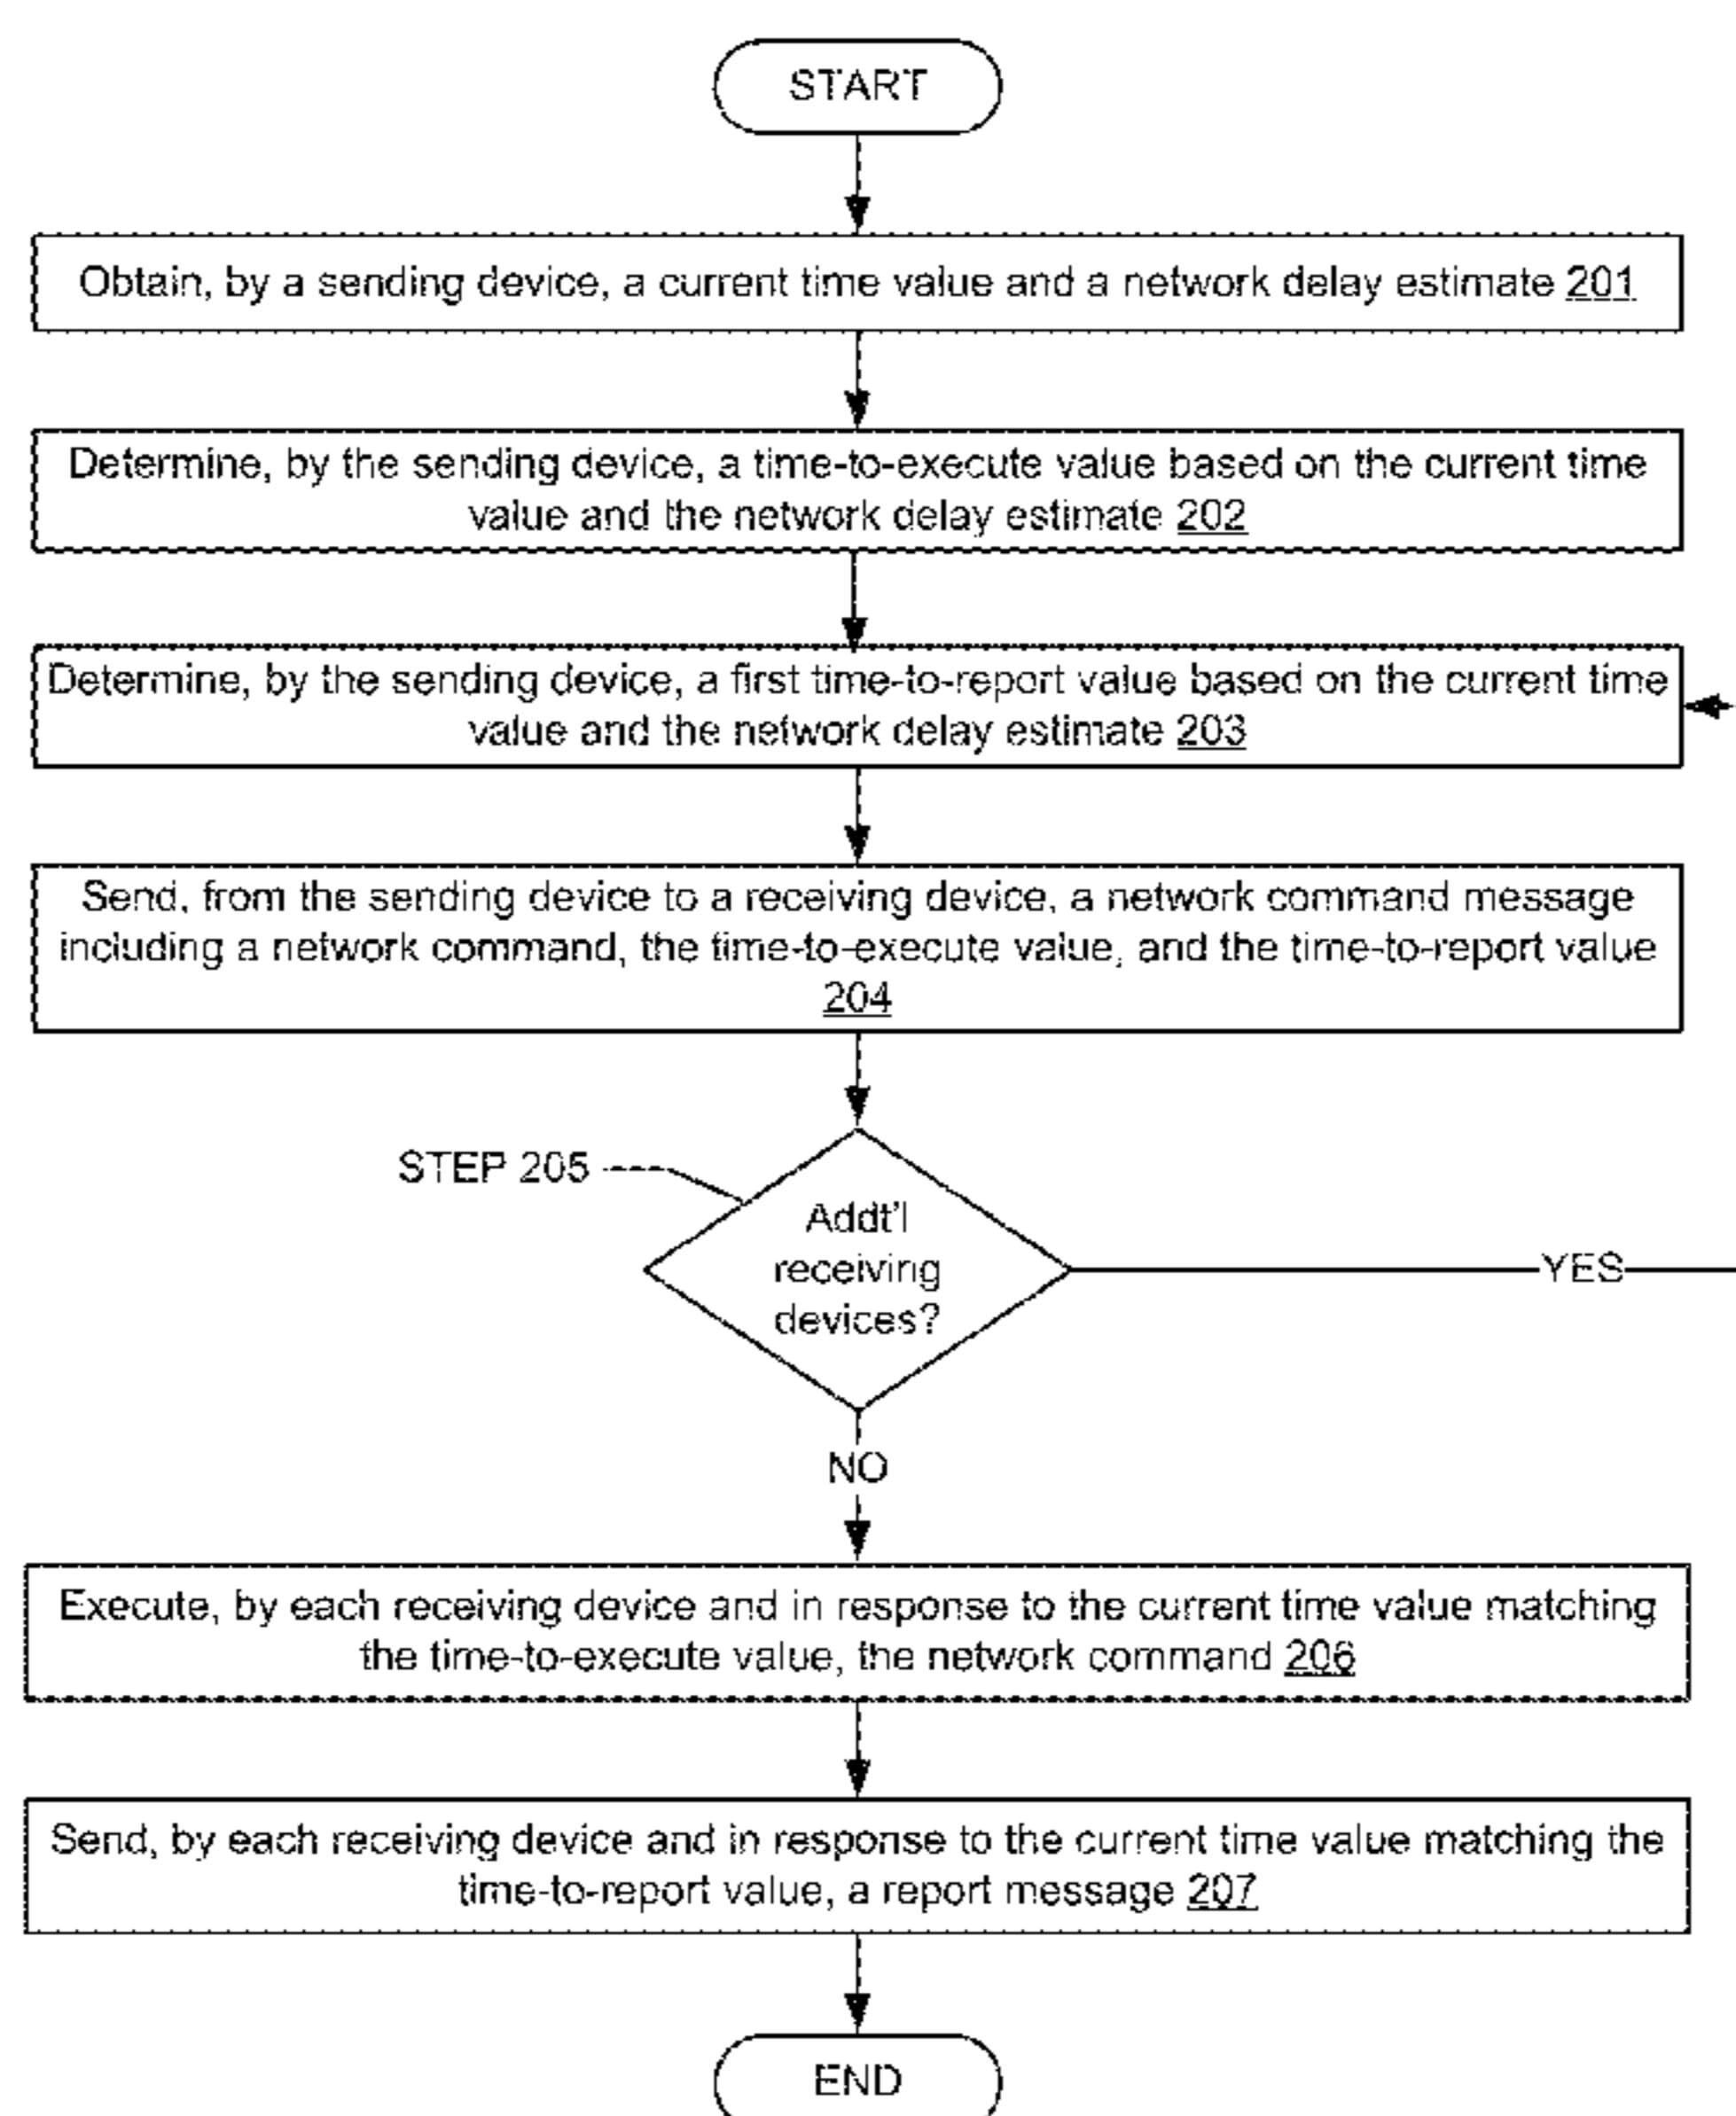 START
Obtain, by a sending device, a current time value and a network delay estimate 201
Determine, by the sending device, a time-to-execute value based on the current time
value and the network delay estimate 202
Determine, by the sending device, a first time-to-report value based on the current time
value and the network delay estimate 203
Send, from the sending device to a receiving device, a network command message
including a network command, the time-to-execute value, and the time-to-report value
204
STEP 205
Addt'l
receiving
devices?
YES
NO
Execute, by each receiving device and in response to the current time value matching
the time-to-execute value, the network command 206
Send, by each receiving device and in response to the current time value matching the
time-to-report value, a report message 207
END